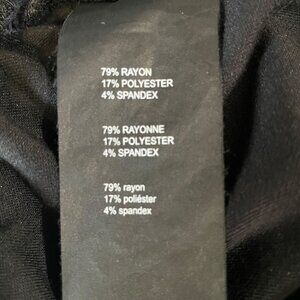 79% RAYON
17% POLYESTER
4% SPANDEX
79% RAYONNE
17% POLYESTER
4% SPANDEX
79% rayon
17% poliéster
4% spandex